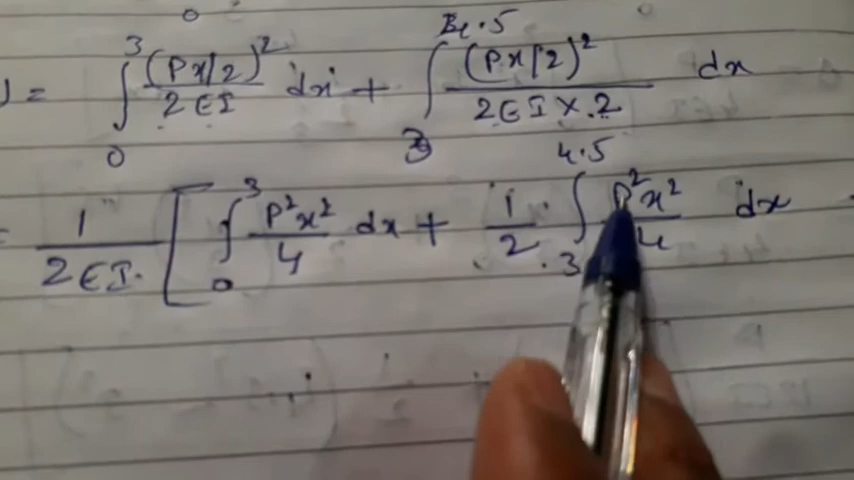 U = ∫₀³ (Px/2)² / 2EI dx + ∫₃^4.5 (Px/2)² / 2EI × 2 dx
= 1 / 2EI [ ∫₀³ P²x² / 4 dx + 1/2 · ∫₃^4.5 P²x² / 4 dx